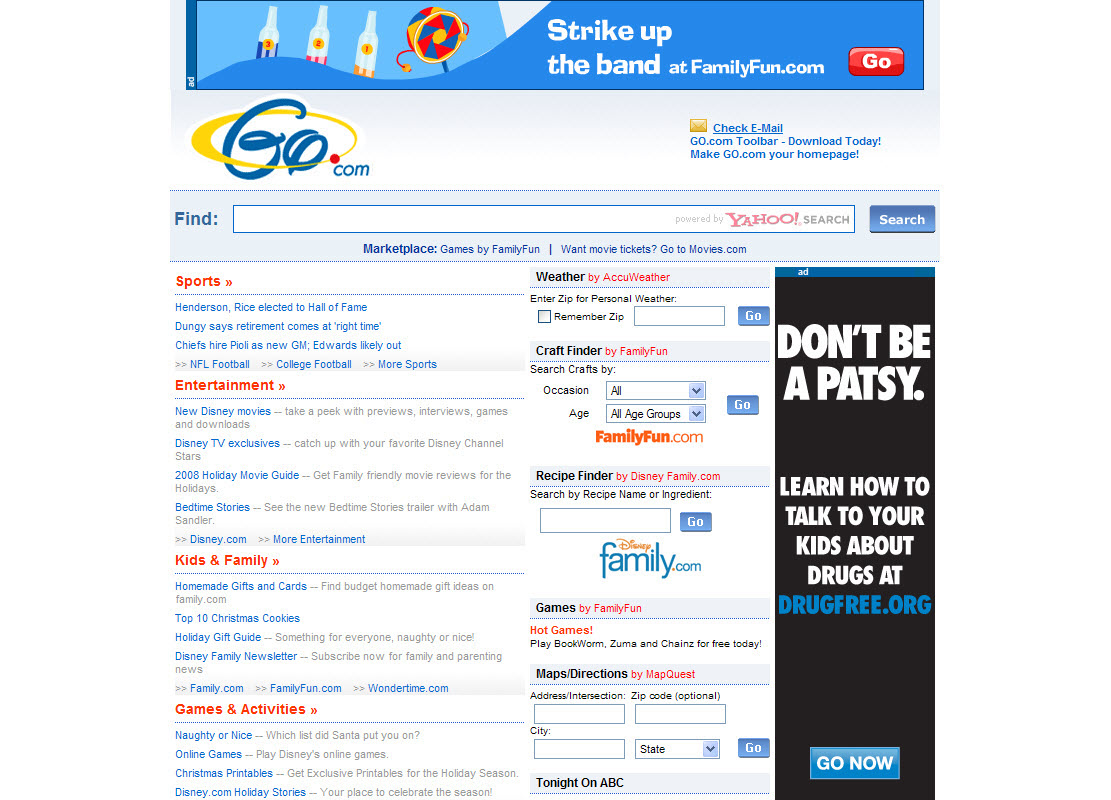 Strike up
the band at FamilyFun.com
Go
ad
3 2 1
Go.com
Check E-Mail
GO.com Toolbar - Download Today!
Make GO.com your homepage!
Find:
powered by YAHOO! SEARCH
Search
Marketplace: Games by FamilyFun | Want movie tickets? Go to Movies.com
Sports »
Henderson, Rice elected to Hall of Fame
Dungy says retirement comes at 'right time'
Chiefs hire Pioli as new GM; Edwards likely out
>> NFL Football >> College Football >> More Sports
Entertainment »
New Disney movies -- take a peek with previews, interviews, games
and downloads
Disney TV exclusives -- catch up with your favorite Disney Channel
Stars
2008 Holiday Movie Guide -- Get Family friendly movie reviews for the
Holidays.
Bedtime Stories -- See the new Bedtime Stories trailer with Adam
Sandler.
>> Disney.com >> More Entertainment
Kids & Family »
Homemade Gifts and Cards -- Find budget homemade gift ideas on
family.com
Top 10 Christmas Cookies
Holiday Gift Guide -- Something for everyone, naughty or nice!
Disney Family Newsletter -- Subscribe now for family and parenting
news
>> Family.com >> FamilyFun.com >> Wondertime.com
Games & Activities »
Naughty or Nice -- Which list did Santa put you on?
Online Games -- Play Disney's online games.
Christmas Printables -- Get Exclusive Printables for the Holiday Season.
Disney.com Holiday Stories -- Your place to celebrate the season!
Weather by AccuWeather
Enter Zip for Personal Weather:
Remember Zip
Go
Craft Finder by FamilyFun
Search Crafts by:
Occasion All
Age All Age Groups
Go
FamilyFun.com
Recipe Finder by Disney Family.com
Search by Recipe Name or Ingredient:
Go
Disney family.com
Games by FamilyFun
Hot Games!
Play BookWorm, Zuma and Chainz for free today!
Maps/Directions by MapQuest
Address/Intersection: Zip code (optional)
City:
State
Go
Tonight On ABC
ad
DON'T BE
A PATSY.
LEARN HOW TO
TALK TO YOUR
KIDS ABOUT
DRUGS AT
DRUGFREE.ORG
GO NOW